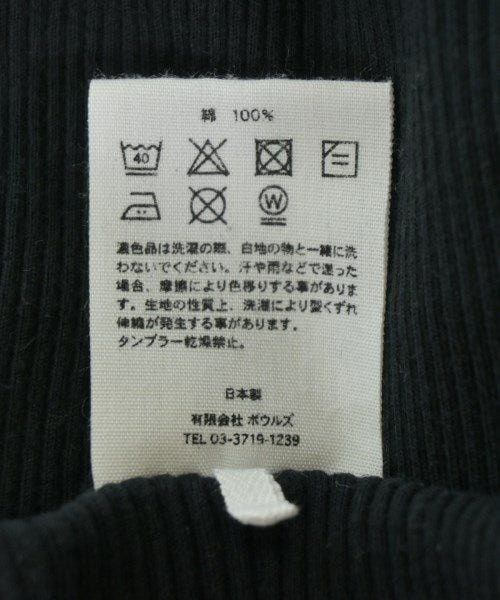 綿 100%
40
W
濃色品は洗濯の際、白地の物と一緒に洗
わないでください。汗や雨などで湿った
場合、摩擦により色移りする事がありま
す。生地の性質上、洗濯により型くずれ
伸縮が発生する事があります。
タンブラー乾燥禁止。
日本製
有限会社 ボウルズ
TEL 03-3719-1239